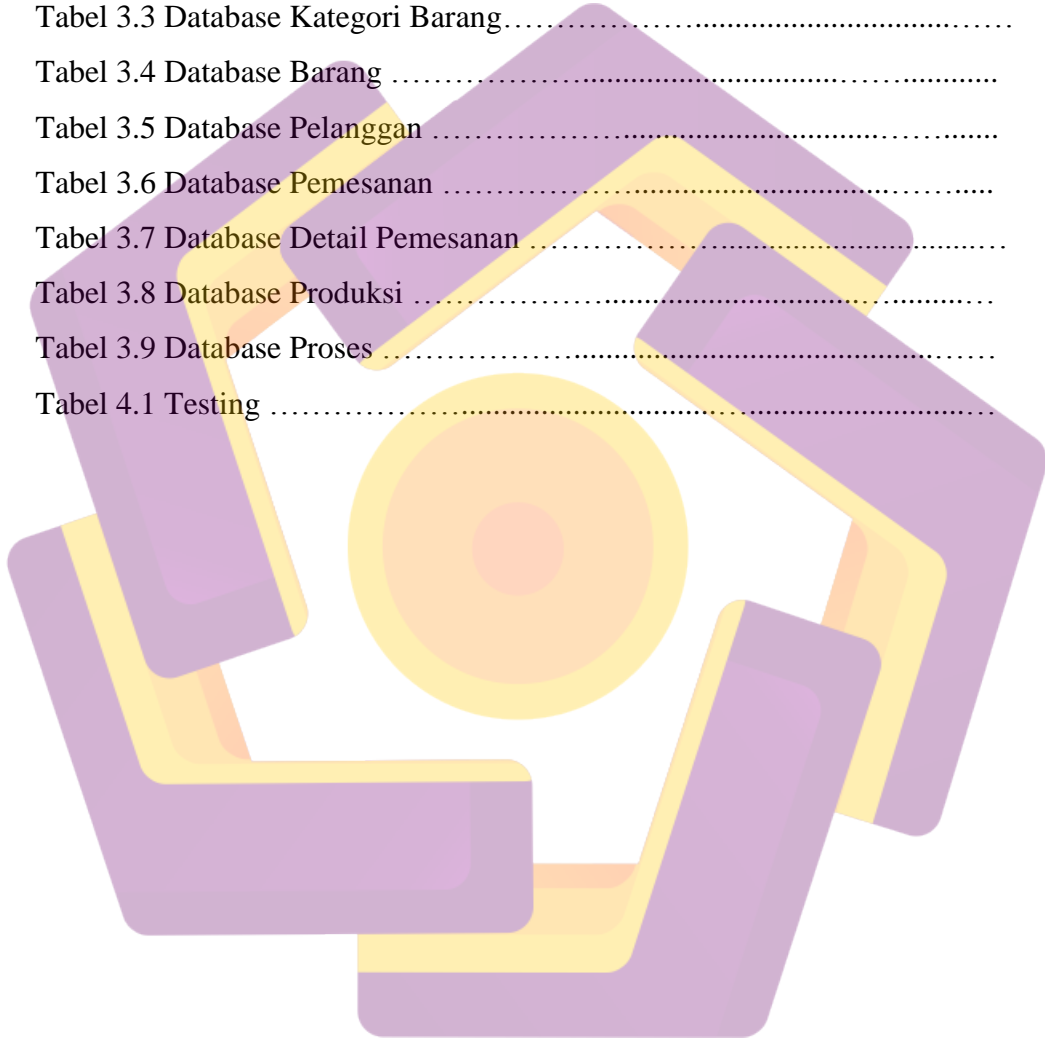 Tabel 3.3 Database Kategori Barang…………………..................................……
Tabel 3.4 Database Barang ………………..................................……...........
Tabel 3.5 Database Pelanggan ………………..................................…….......
Tabel 3.6 Database Pemesanan ………………..................................…….....
Tabel 3.7 Database Detail Pemesanan ………………..................................…
Tabel 3.8 Database Produksi ………………..................................….........…
Tabel 3.9 Database Proses ………………..................................................……
Tabel 4.1 Testing ………………..................................................................…